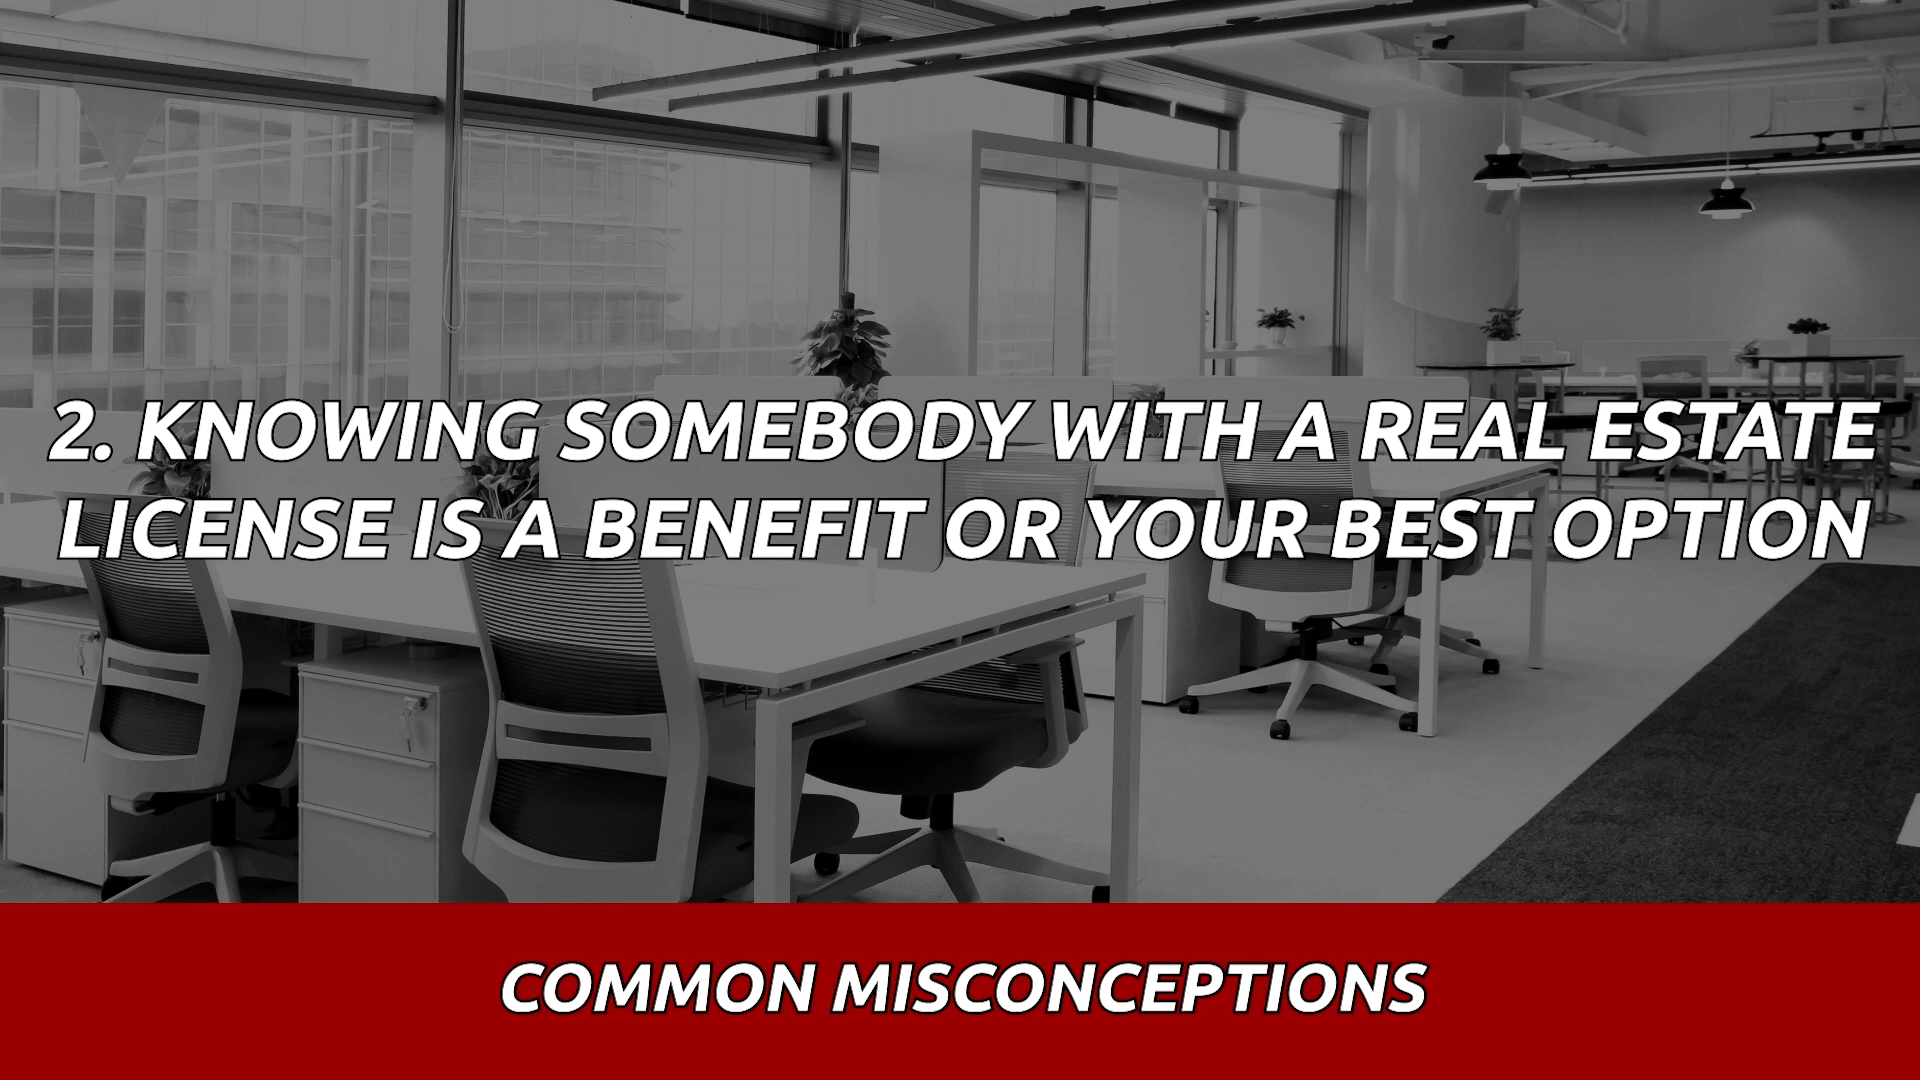 2. KNOWING SOMEBODY WITH A REAL ESTATE
LICENSE IS A BENEFIT OR YOUR BEST OPTION
COMMON MISCONCEPTIONS